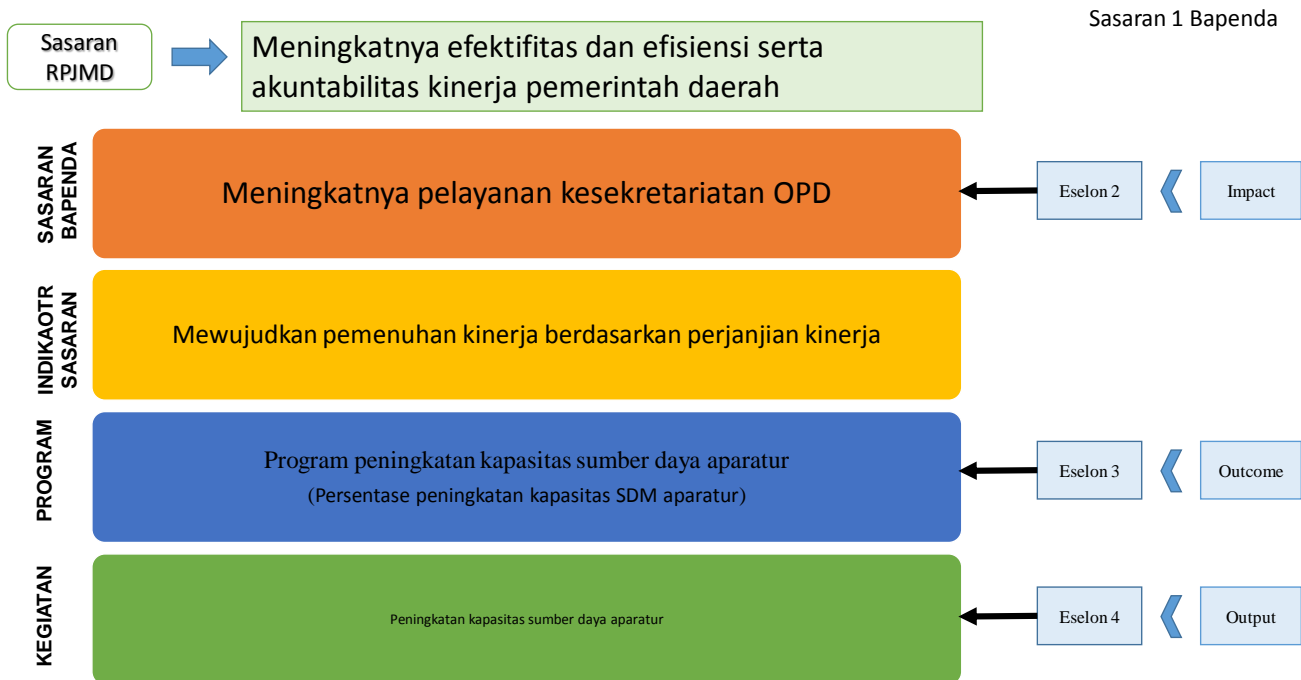 Sasaran 1 Bapenda
Sasaran
RPJMD
Meningkatnya efektifitas dan efisiensi serta
akuntabilitas kinerja pemerintah daerah
SASARAN
BAPENDA
Meningkatnya pelayanan kesekretariatan OPD
Eselon 2
Impact
INDIKAOTR
SASARAN
Mewujudkan pemenuhan kinerja berdasarkan perjanjian kinerja
PROGRAM
Program peningkatan kapasitas sumber daya aparatur
(Persentase peningkatan kapasitas SDM aparatur)
Eselon 3
Outcome
KEGIATAN
Peningkatan kapasitas sumber daya aparatur
Eselon 4
Output